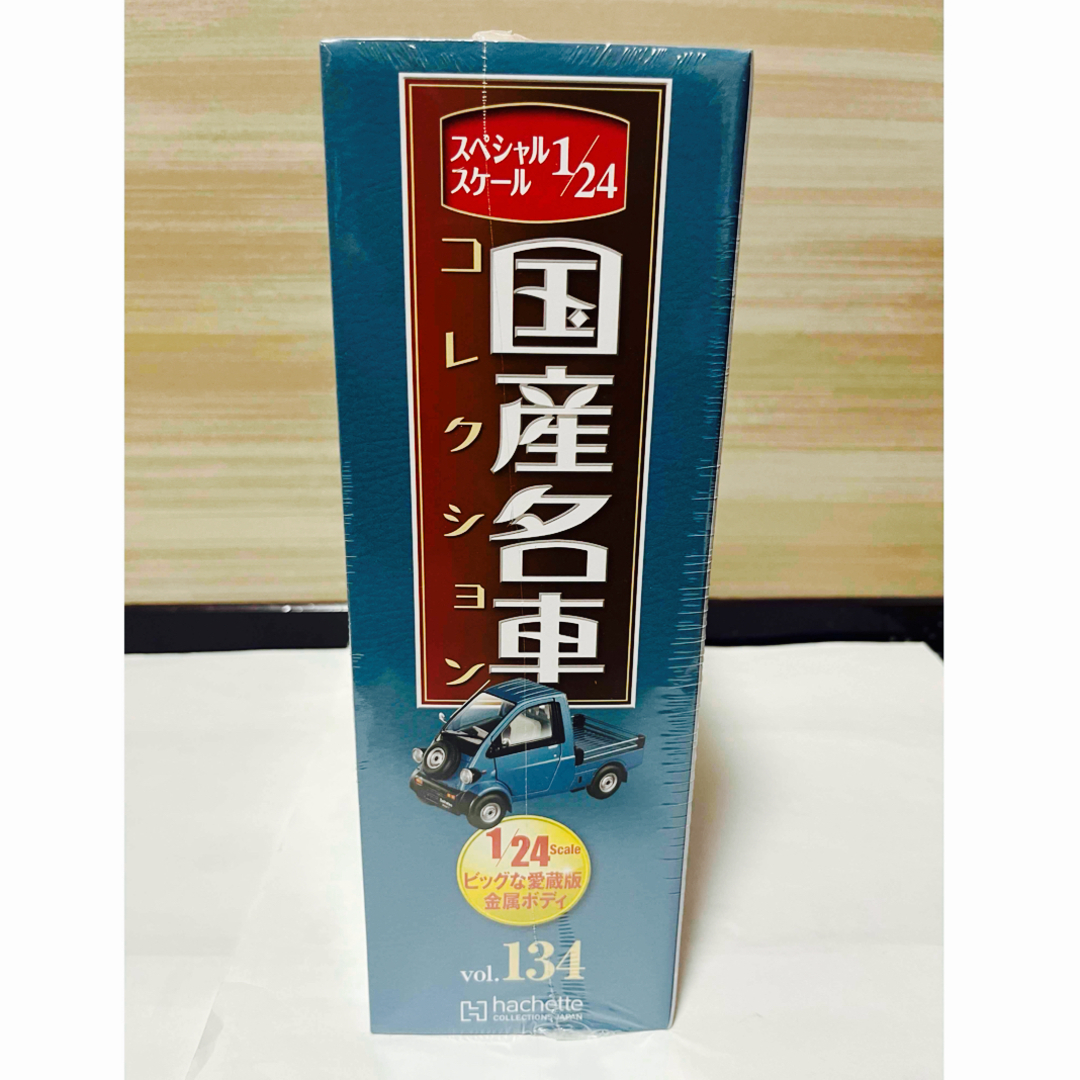 スペシャル
スケール 1/24
国産名車
コレクション
1/24 Scale
ビッグな愛蔵版
金属ボディ
vol.134
hachette
COLLECTIONS JAPAN